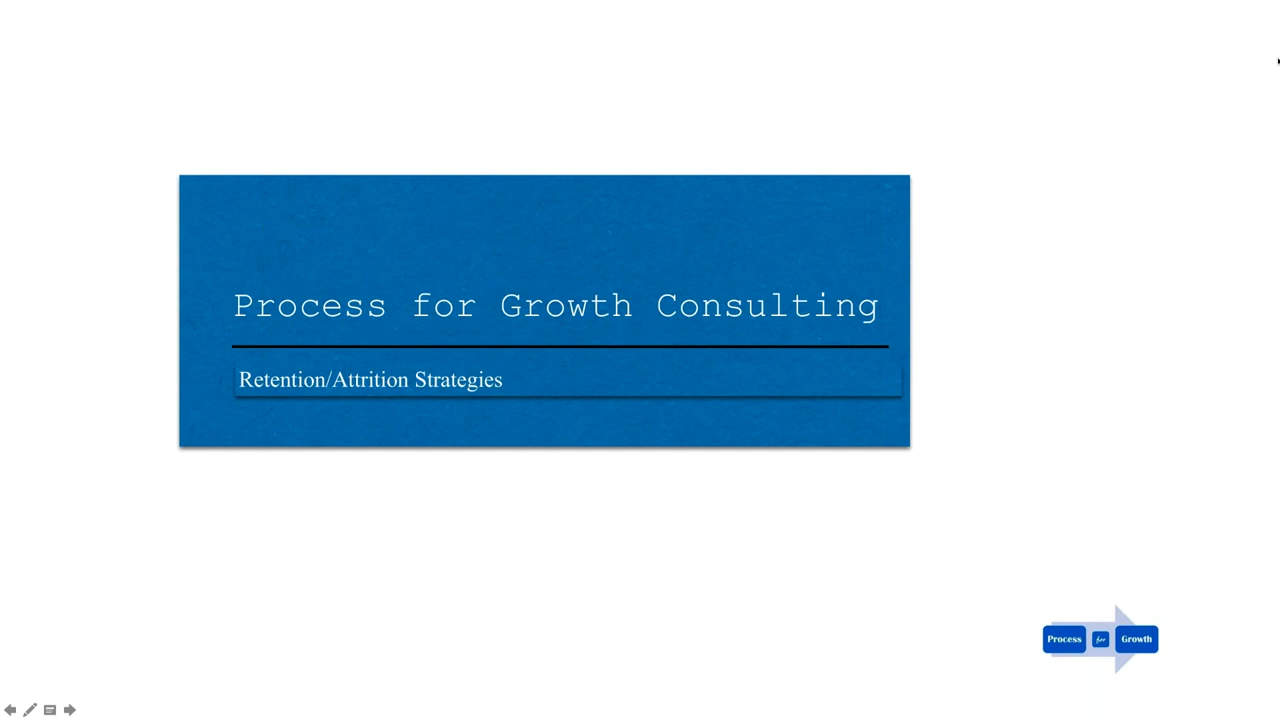 Process for Growth Consulting
Retention/Attrition Strategies
Process for Growth